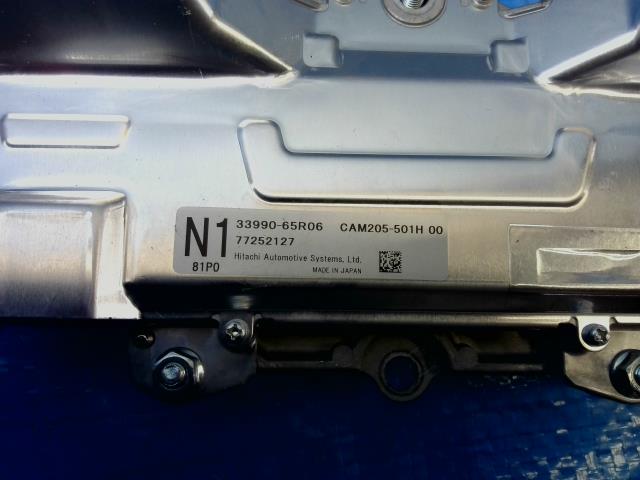 N1 33990-65R06 CAM205-501H 00
77252127
81P0 Hitachi Automotive Systems, Ltd.
MADE IN JAPAN